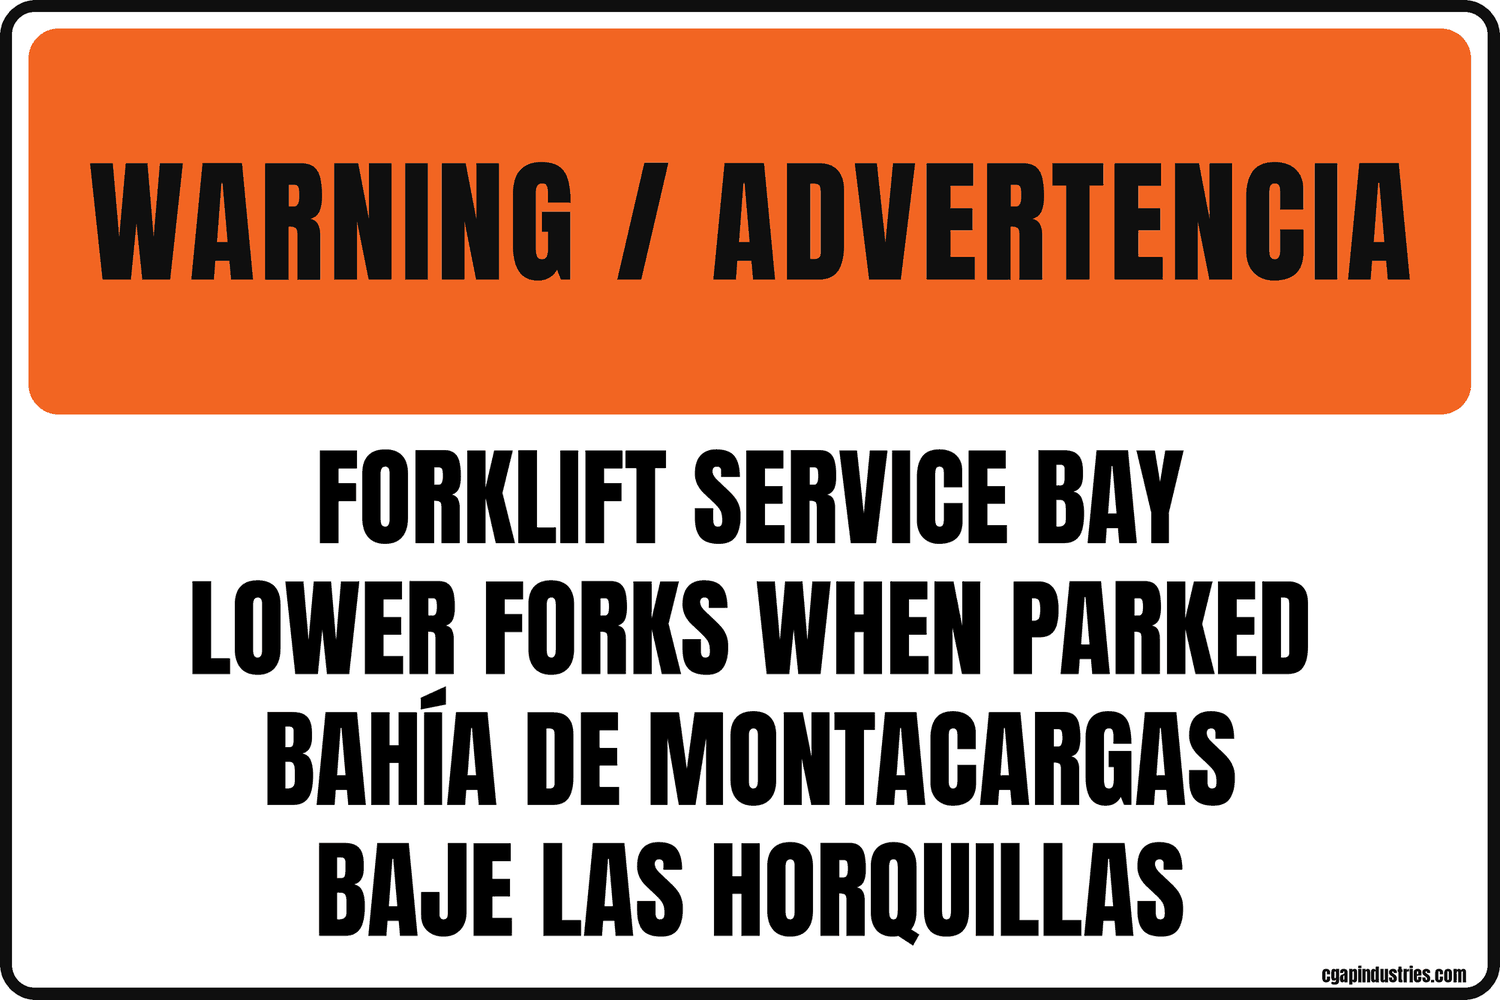 WARNING / ADVERTENCIA
FORKLIFT SERVICE BAY
LOWER FORKS WHEN PARKED
BAHÍA DE MONTACARGAS
BAJE LAS HORQUILLAS
cgapindustries.com